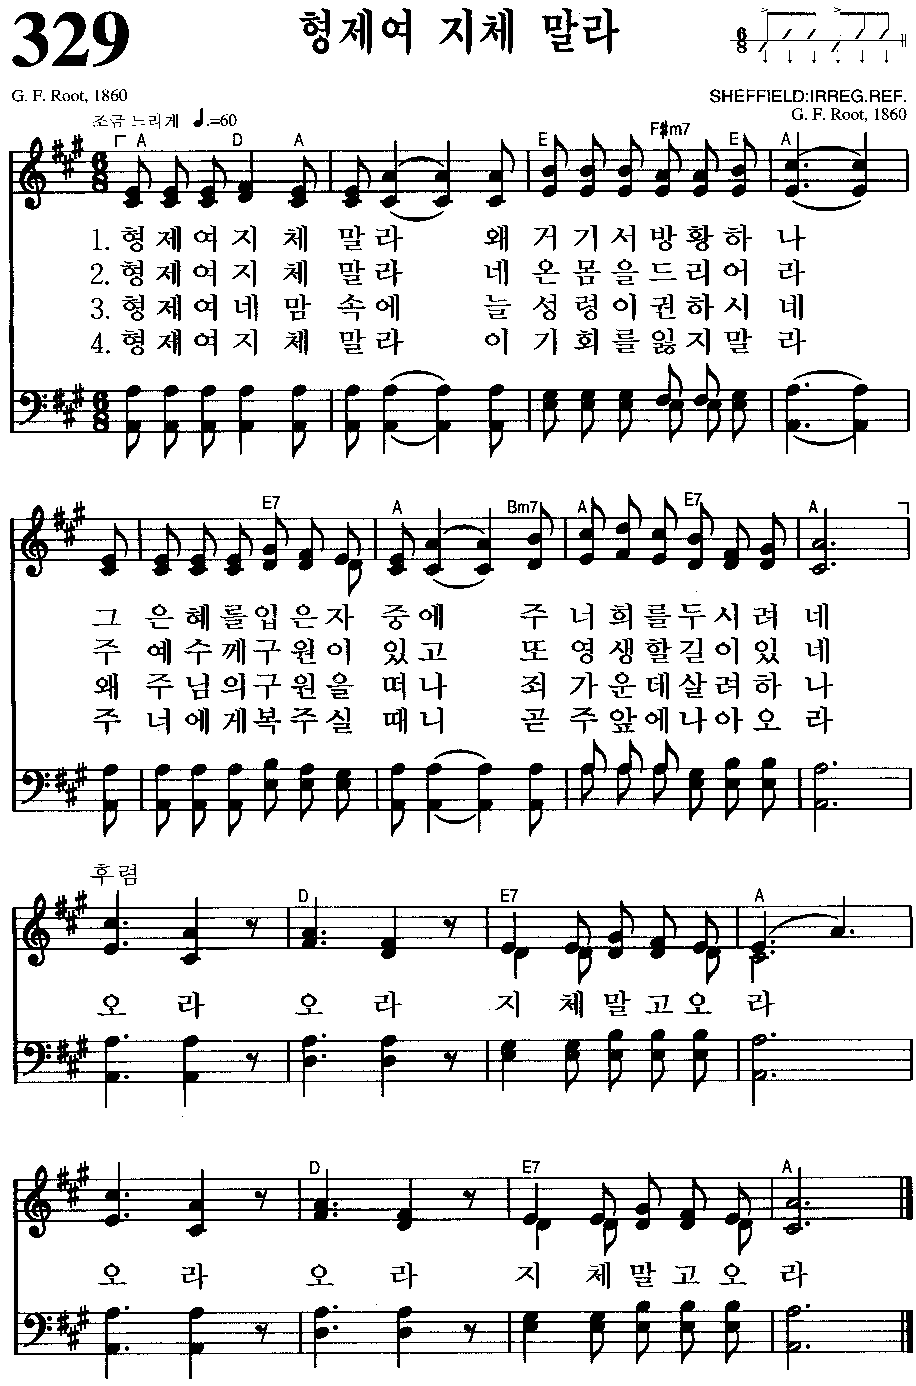 329
형제여 지체 말라
G. F. Root, 1860
SHEFFIELD:IRREG.REF.
G. F. Root, 1860
조금 느리게 ♩.=60
A D A E F#m7 E A
1. 형제여지체 말라 왜 거기서방황하나
2. 형제여지체 말라 네 온몸을드리어라
3. 형제여네맘 속에 늘 성령이권하시네
4. 형제여지체 말라 이 기회를잃지말라
E7 A Bm7 A E7 A
그 은혜를입은자 중에 주 너희를두시려네
주 예수께구원이 있고 또 영생할길이있네
왜 주님의구원을 떠나 죄 가운데살려하나
주 너에게복주실 때니 곧 주앞에나아오라
후렴
D E7 A
오 라 오 라 지 체말고오 라
D E7 A
오 라 오 라 지 체말고오 라